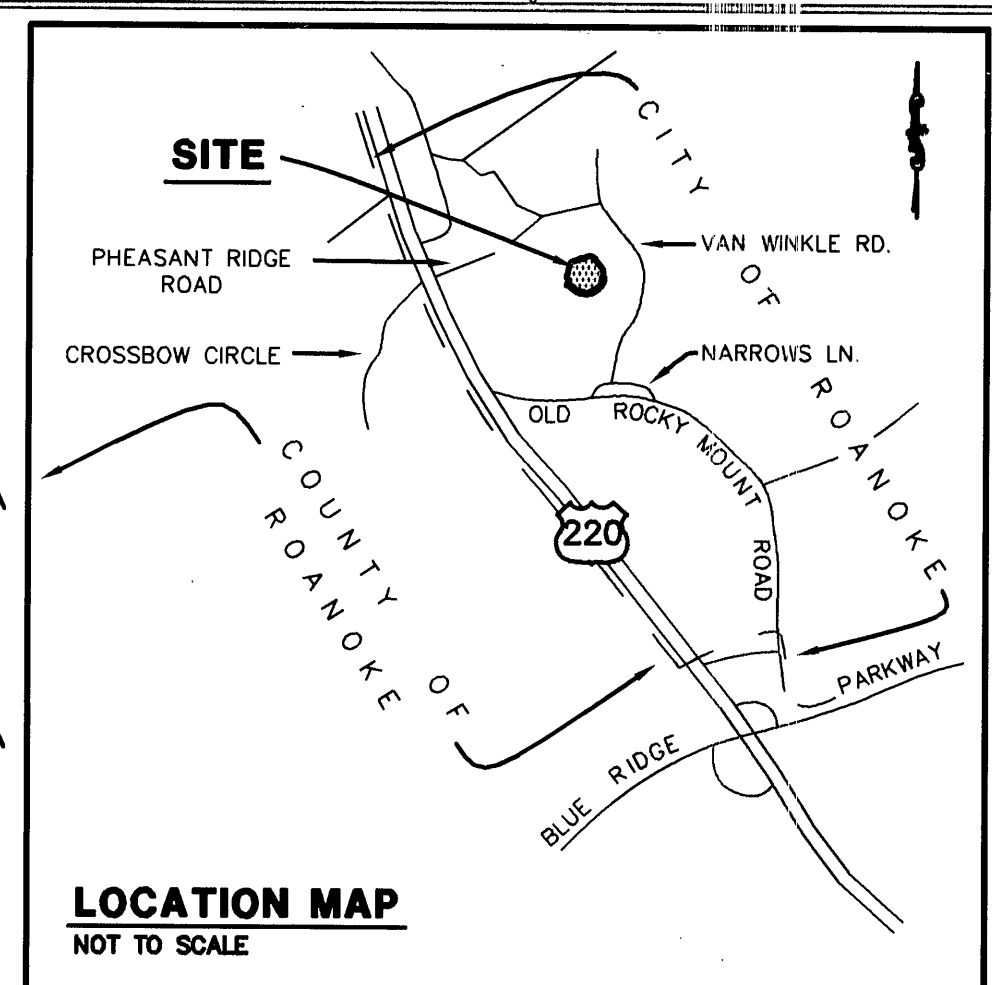 SITE
CITY OF ROANOKE
VAN WINKLE RD.
PHEASANT RIDGE
ROAD
CROSSBOW CIRCLE
NARROWS LN.
OLD ROCKY MOUNT ROAD
COUNTY OF
ROANOKE
220
BLUE RIDGE PARKWAY
LOCATION MAP
NOT TO SCALE